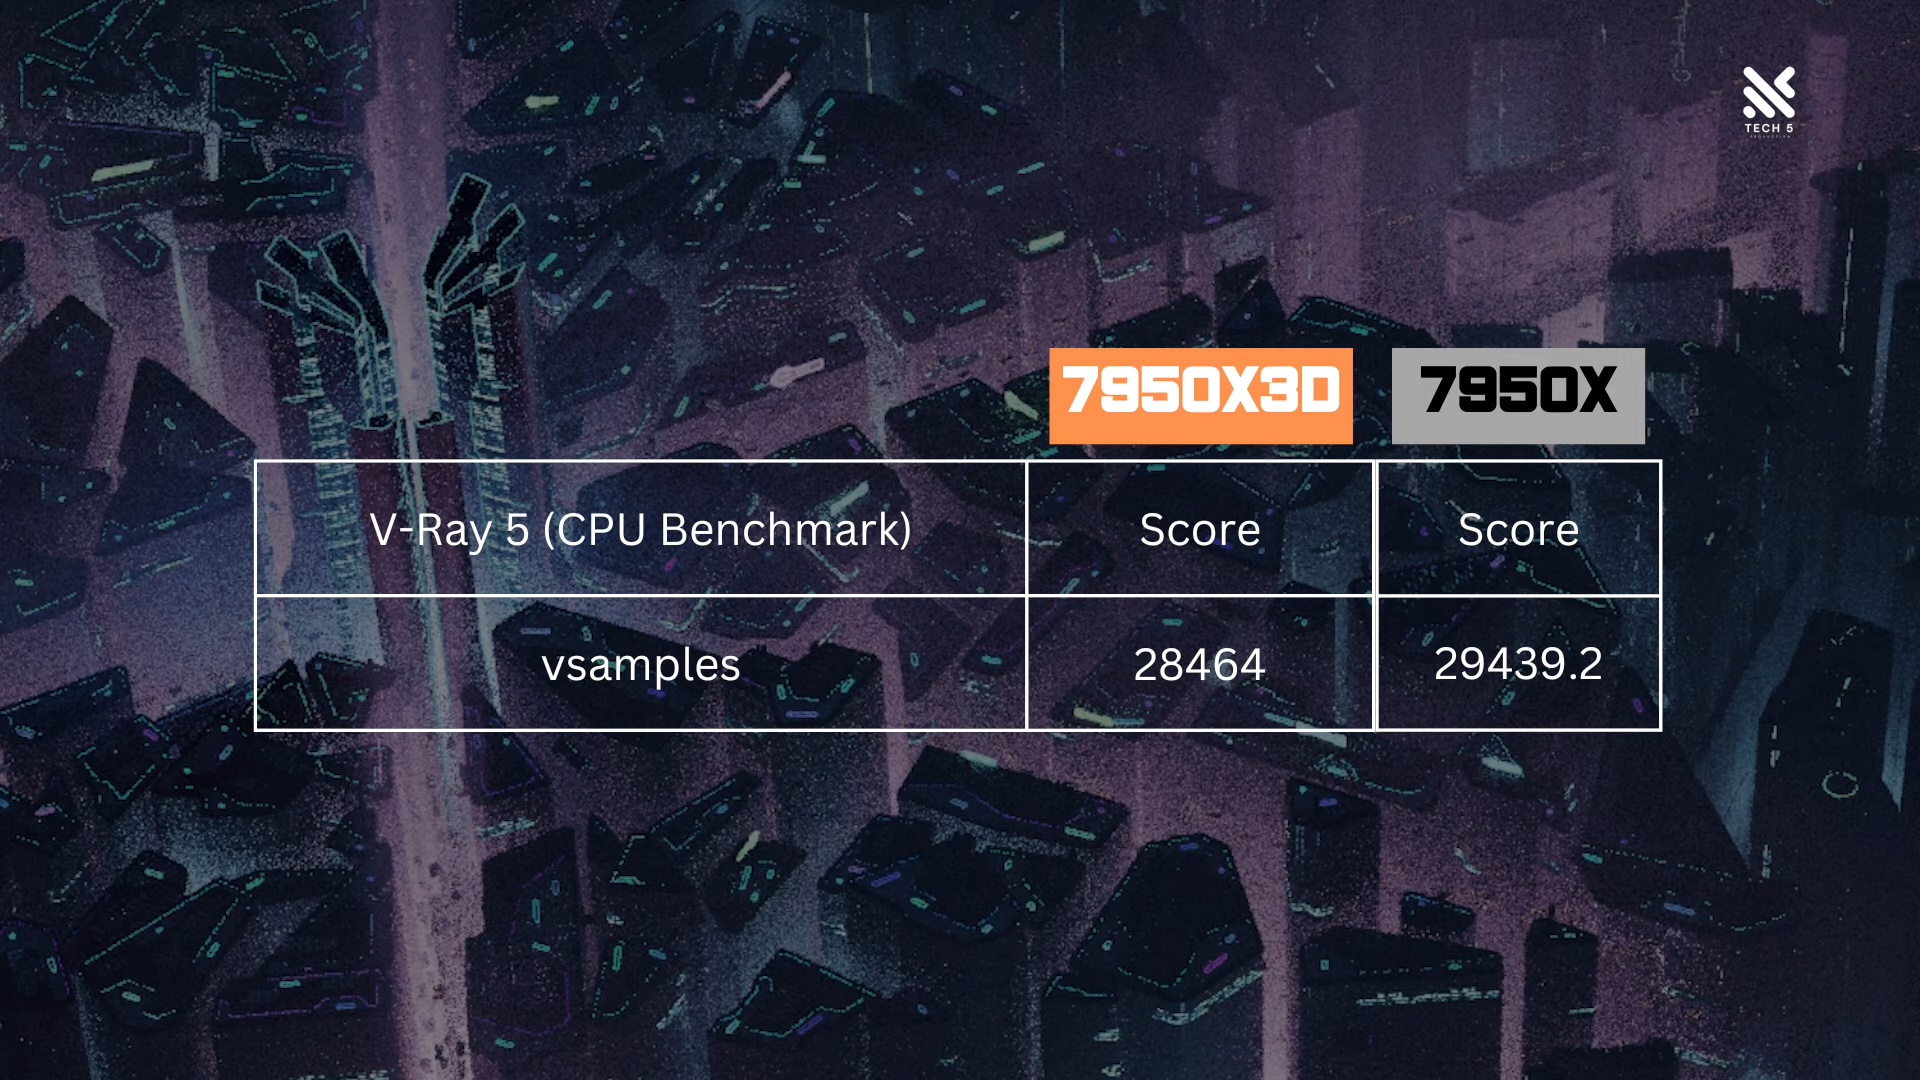 TECH 5
7950X3D 7950X
V-Ray 5 (CPU Benchmark) Score Score
vsamples 28464 29439.2